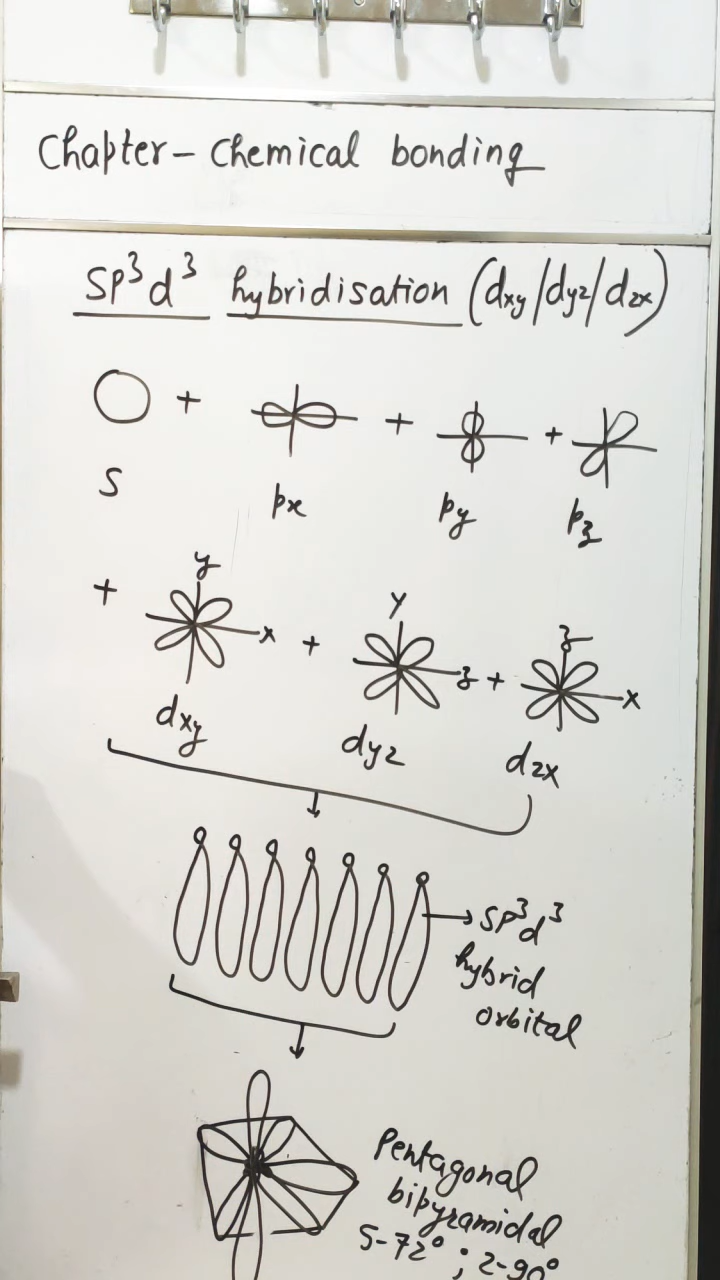 Chapter - Chemical bonding
sp³d³ hybridisation (dxy/dyz/dzx)
+ + +
s px py pz
y
+ x + y z + z x
dxy dyz dzx
→ sp³d³
hybrid
orbital
Pentagonal
bipyramidal
5-72° ; 2-90°